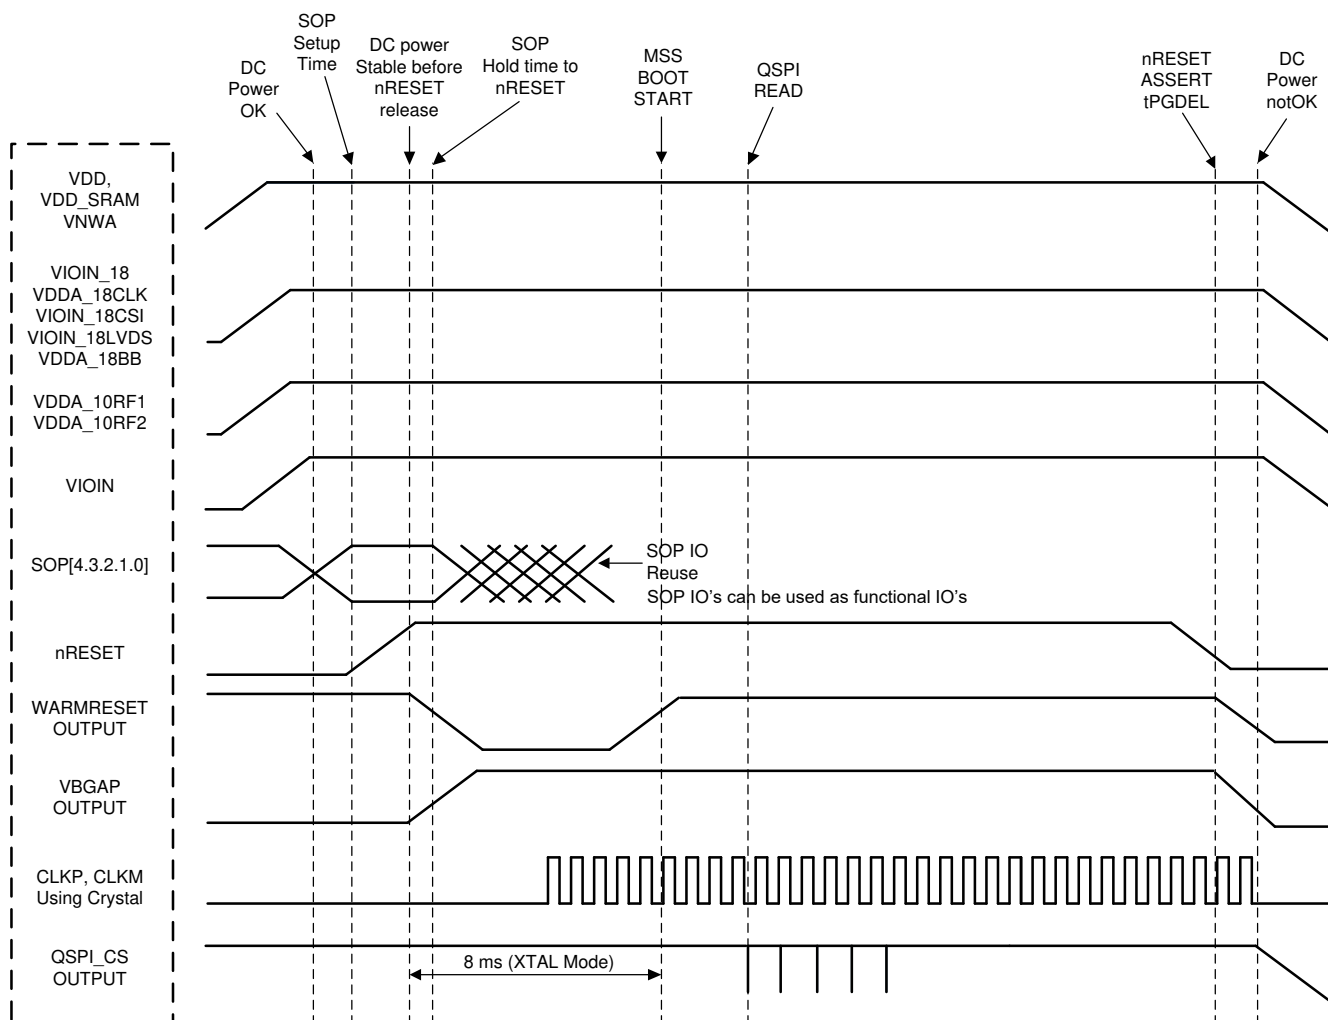 SOP
Setup
Time
DC
Power
OK
DC power
Stable before
nRESET
release
SOP
Hold time to
nRESET
MSS
BOOT
START
QSPI
READ
nRESET
ASSERT
tPGDEL
DC
Power
notOK
VDD,
VDD_SRAM
VNWA
VIOIN_18
VDDA_18CLK
VIOIN_18CSI
VIOIN_18LVDS
VDDA_18BB
VDDA_10RF1
VDDA_10RF2
VIOIN
SOP[4.3.2.1.0]
SOP IO
Reuse
SOP IO's can be used as functional IO's
nRESET
WARMRESET
OUTPUT
VBGAP
OUTPUT
CLKP, CLKM
Using Crystal
QSPI_CS
OUTPUT
8 ms (XTAL Mode)